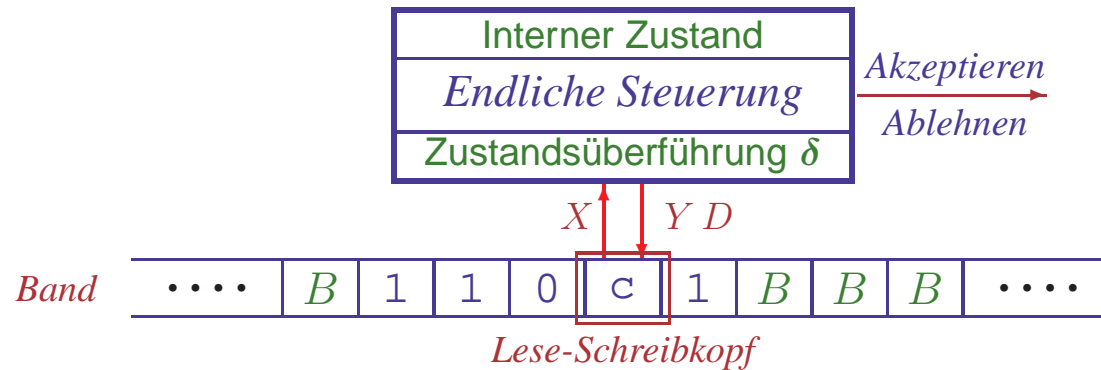 Interner Zustand
Endliche Steuerung
Zustandsüberführung δ
Akzeptieren
Ablehnen
X Y D
Band ···· B 1 1 0 c 1 B B B ····
Lese-Schreibkopf